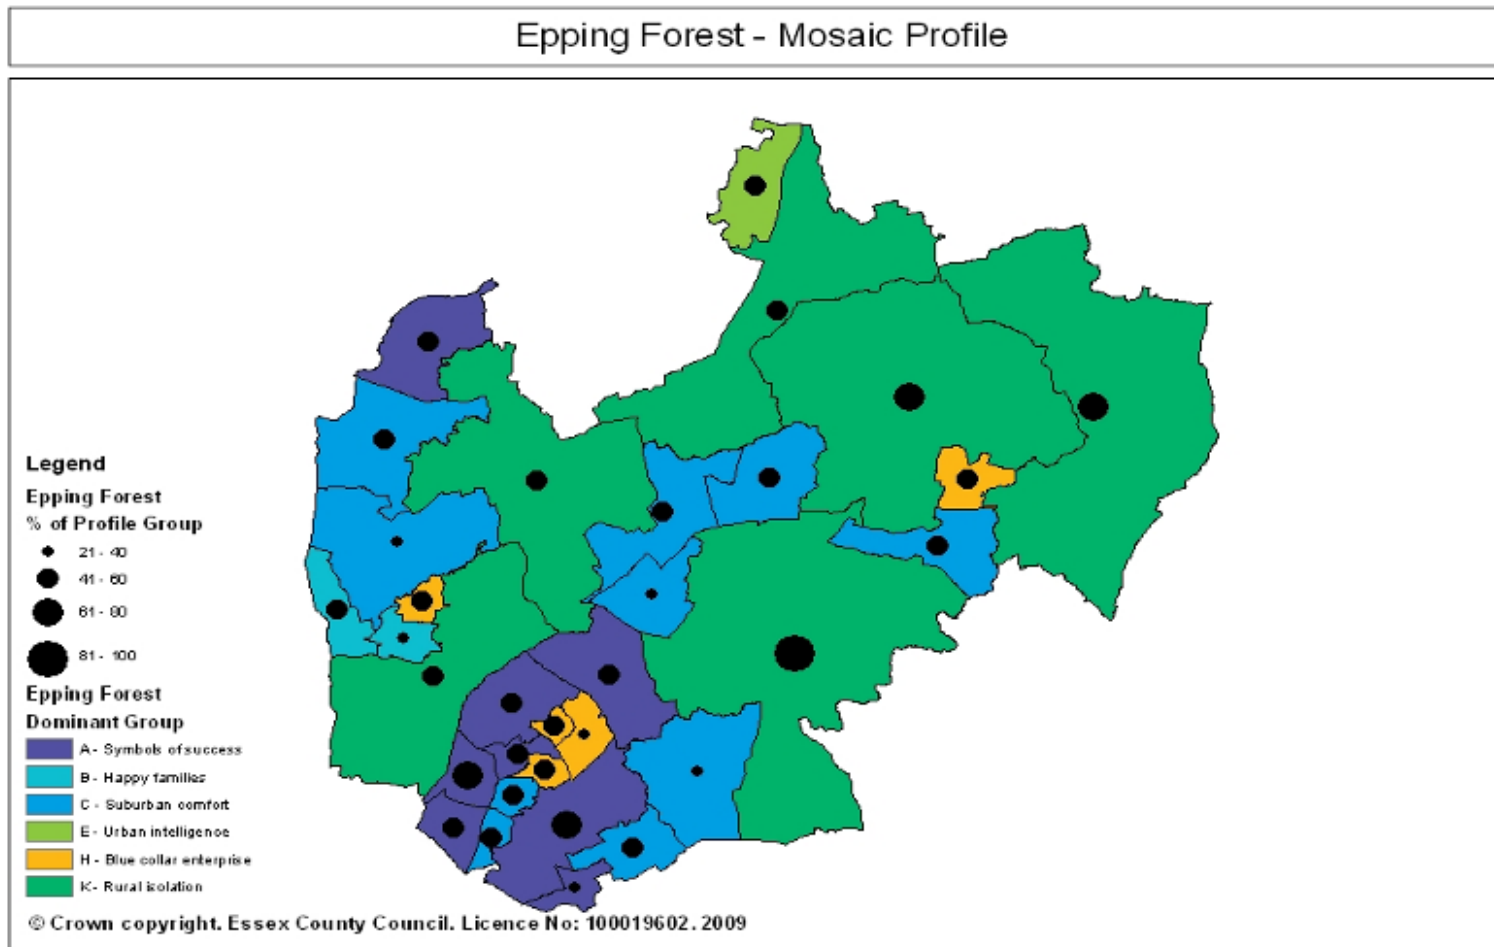 Epping Forest - Mosaic Profile
Legend
Epping Forest
% of Profile Group
21 - 40
41 - 60
61 - 80
81 - 100
Epping Forest
Dominant Group
A - Symbols of success
B - Happy families
C - Suburban comfort
E - Urban intelligence
H - Blue collar enterprise
K - Rural isolation
© Crown copyright. Essex County Council. Licence No: 100019602. 2009